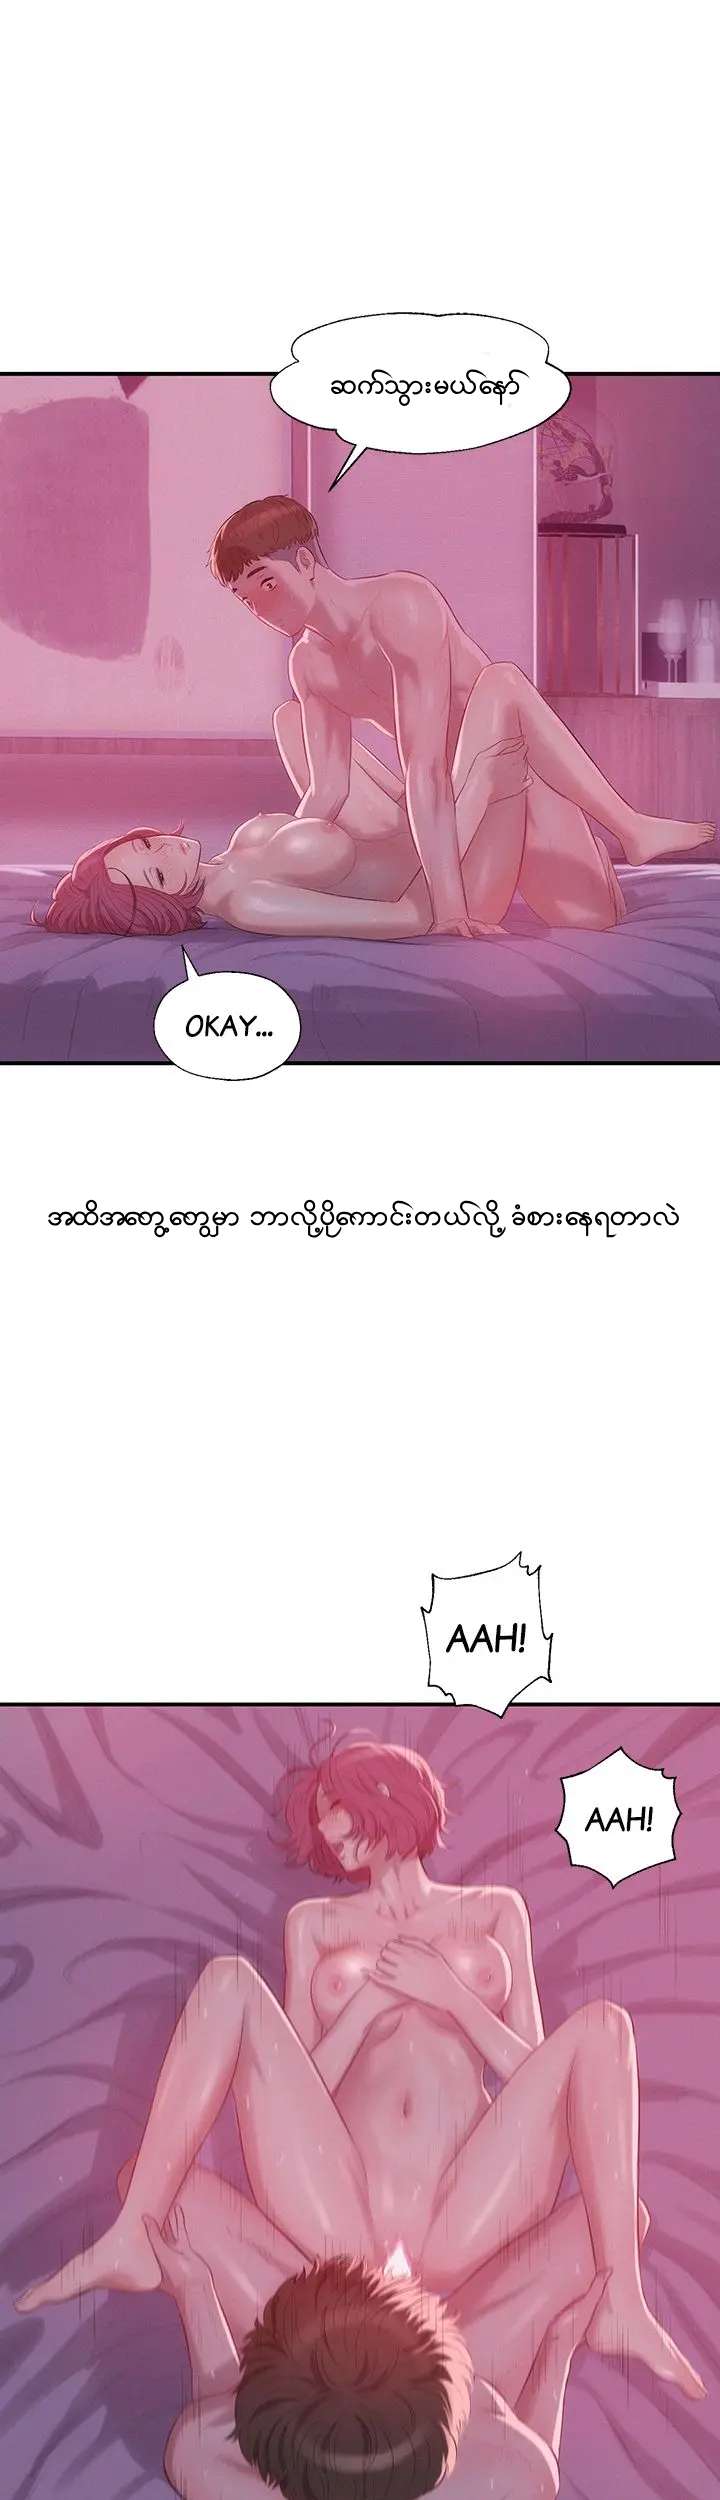 ဆက်သွားမယ်နော်
OKAY...
အထိအတွေ့တွေမှာ ဘာလို့ပိုကောင်းတယ်လို့ ခံစားနေရတာလဲ
AAH!
AAH!